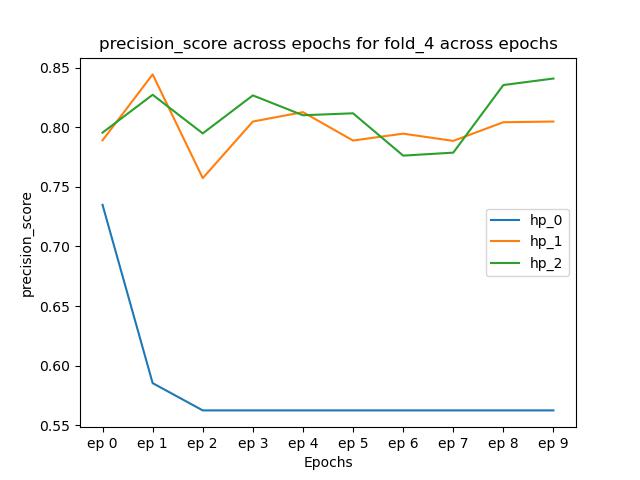 precision_score across epochs for fold_4 across epochs
precision_score
0.85
0.80
0.75
0.70
0.65
0.60
0.55
hp_0
hp_1
hp_2
ep 0 ep 1 ep 2 ep 3 ep 4 ep 5 ep 6 ep 7 ep 8 ep 9
Epochs